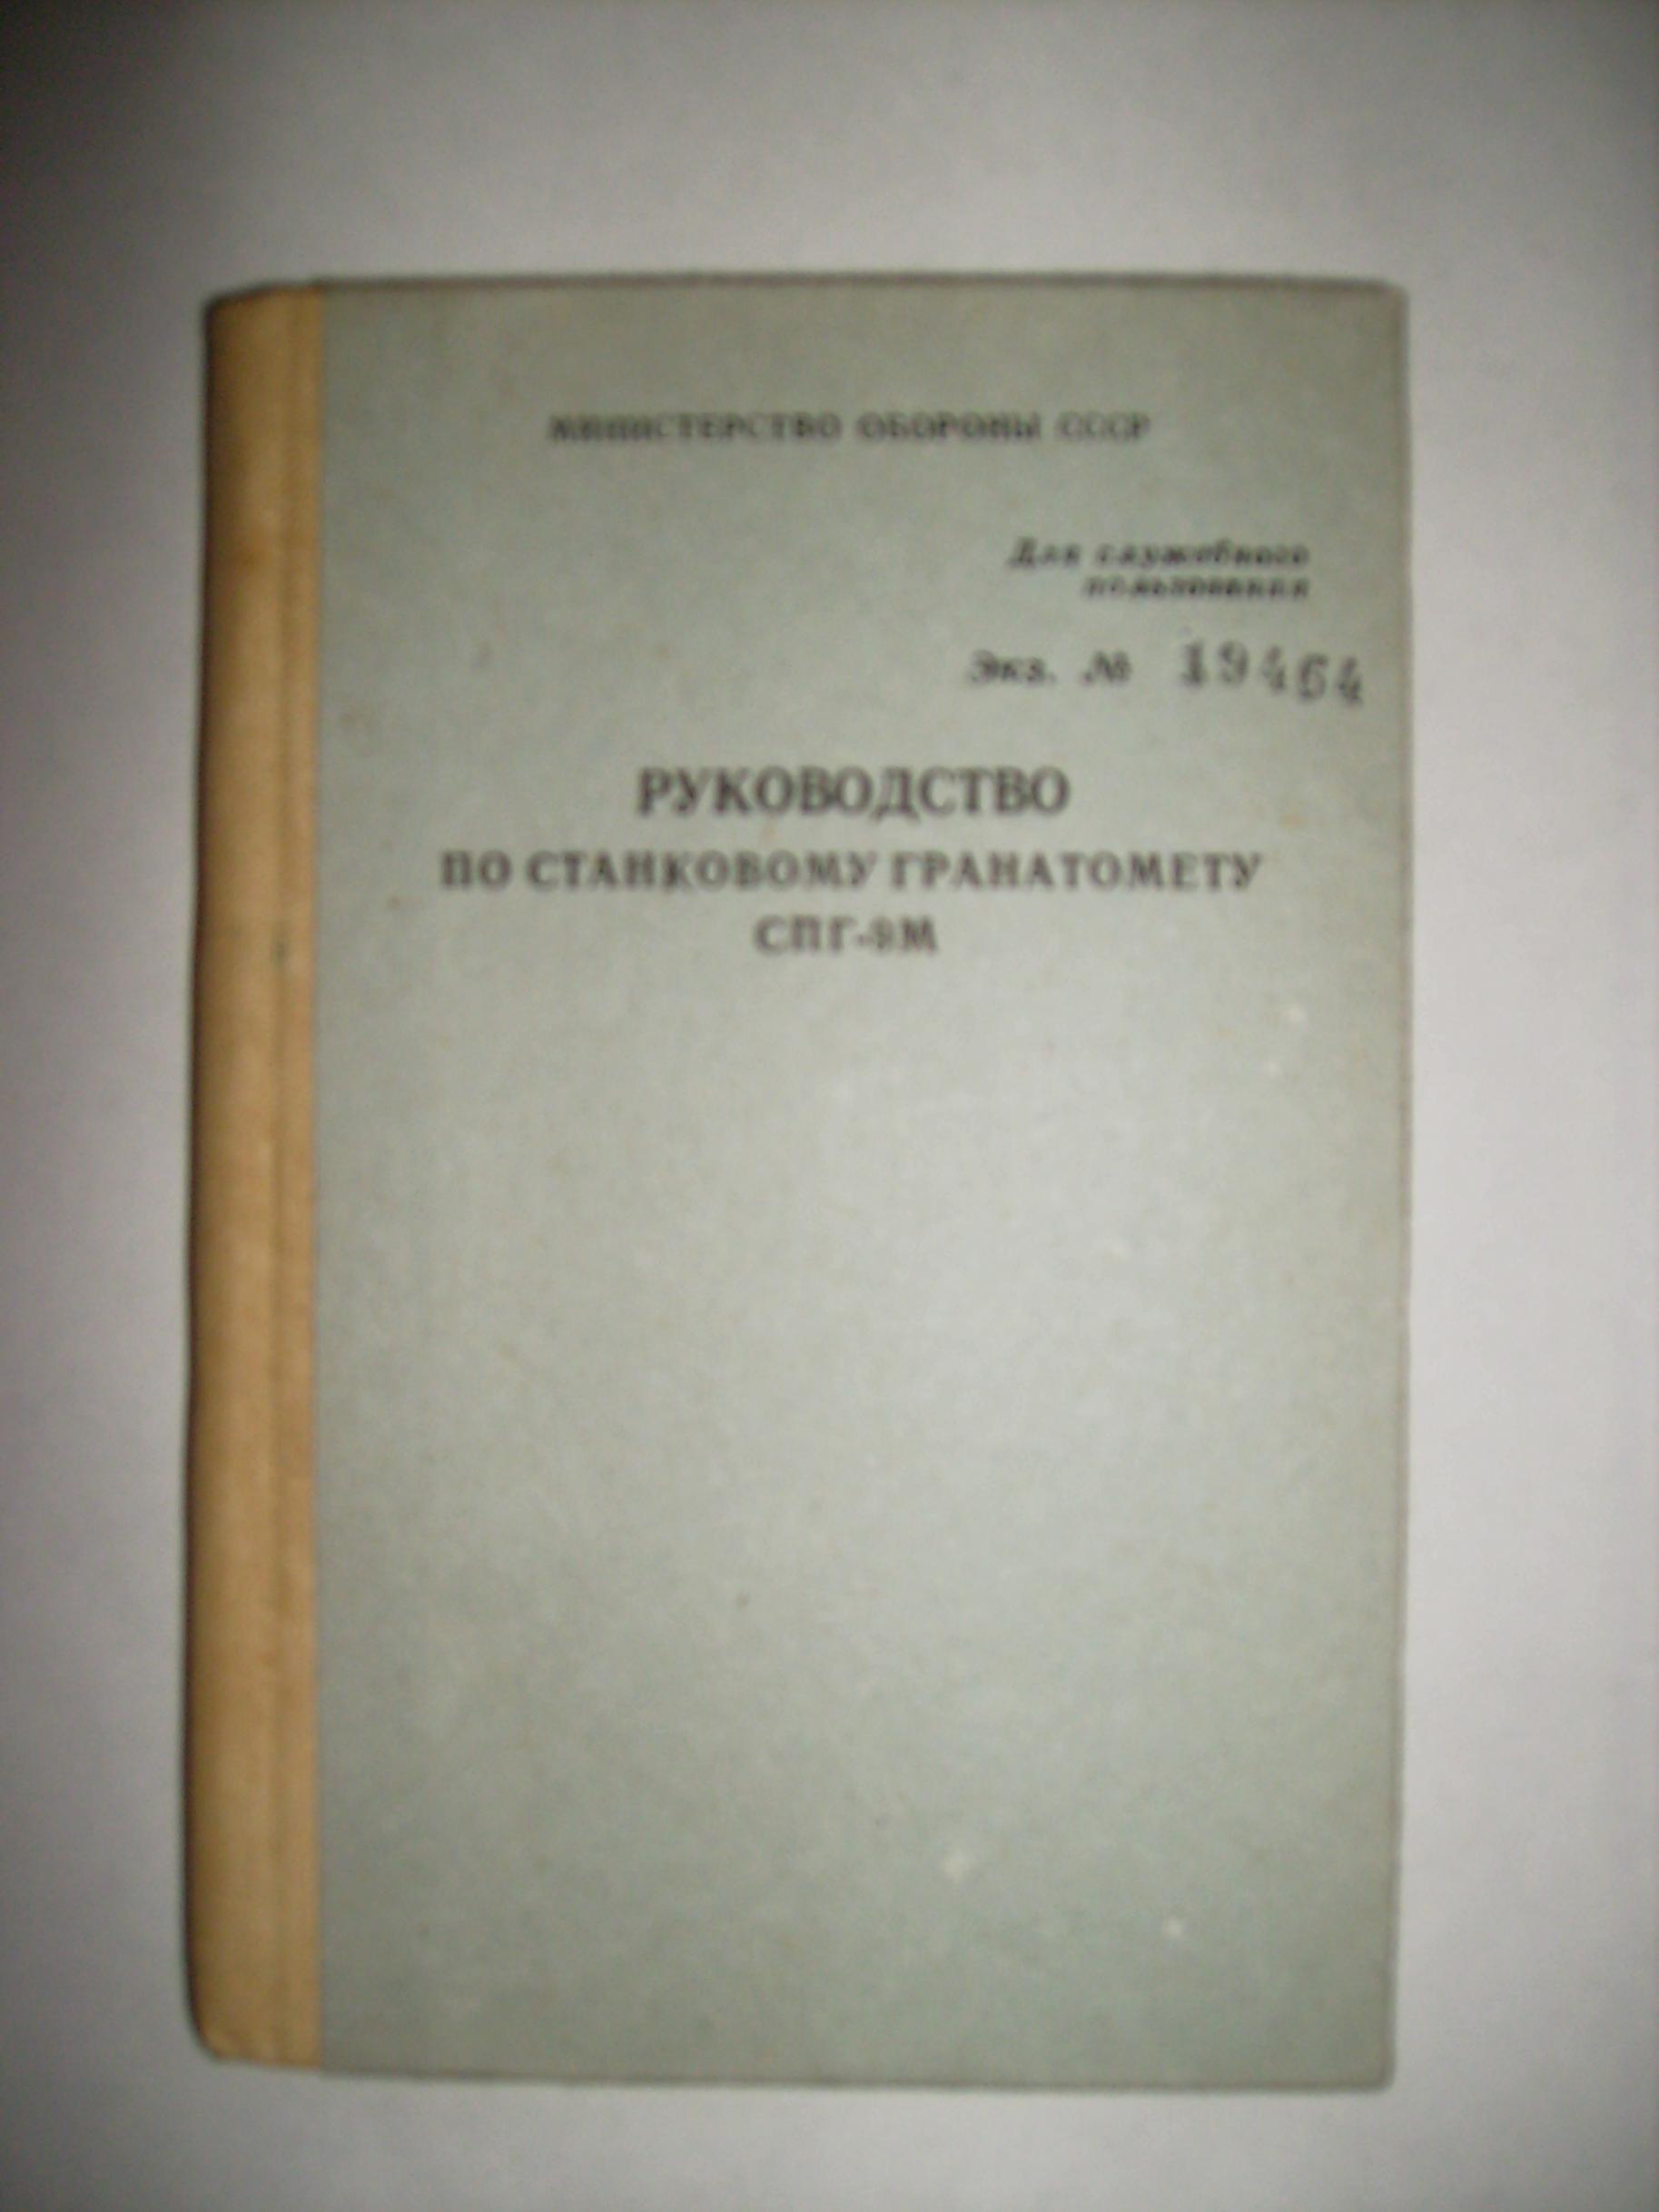 МИНИСТЕРСТВО ОБОРОНЫ СССР
Для служебного
пользования
Экз. № 19464
РУКОВОДСТВО
ПО СТАНКОВОМУ ГРАНАТОМЕТУ
СПГ-9М